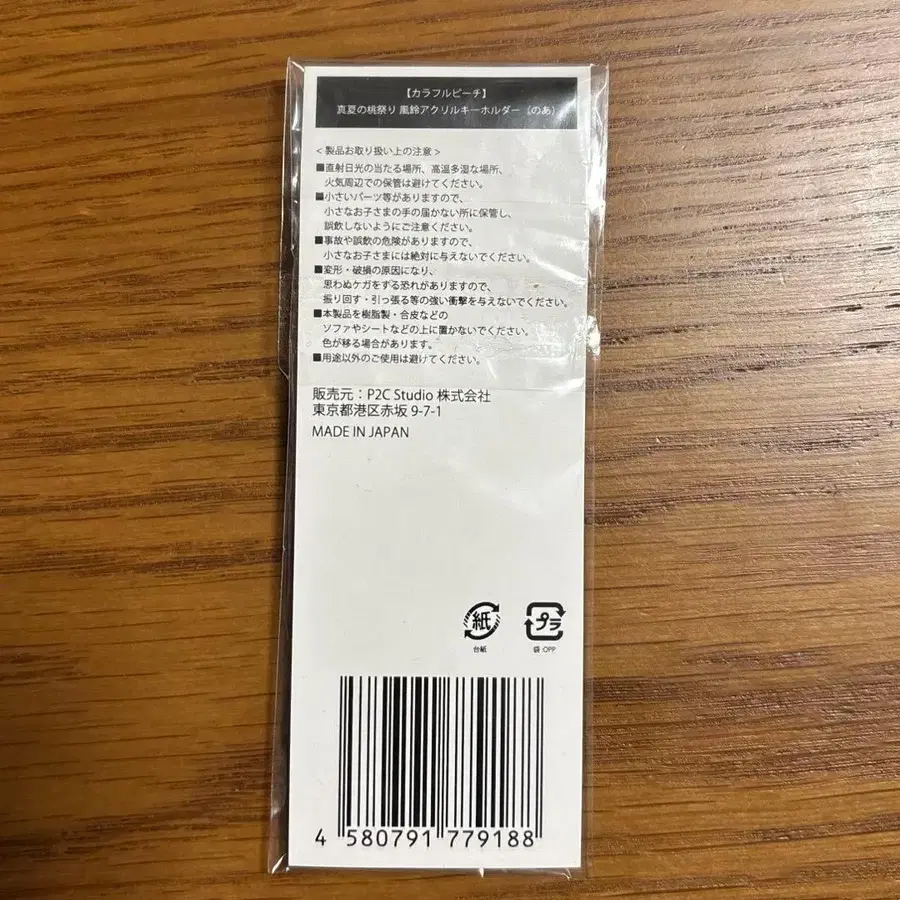 【カラフルピーチ】
真夏の桃祭り 風鈴アクリルキーホルダー（のあ）
＜製品お取り扱い上の注意＞
■直射日光の当たる場所、高温多湿な場所、
火気周辺での保管は避けてください。
■小さいパーツ等がありますので、
小さなお子さまの手の届かない所に保管し、
誤飲しないようにご注意ください。
■事故や誤飲の危険がありますので、
小さなお子さまには絶対に与えないでください。
■変形・破損の原因になり、
思わぬケガをする恐れがありますので、
振り回す・引っ張る等の強い衝撃を与えないでください。
■本製品を樹脂製・合皮などの
ソファやシートなどの上に置かないでください。
色が移る場合があります。
■用途以外のご使用は避けてください。
販売元：P2C Studio 株式会社
東京都港区赤坂 9-7-1
MADE IN JAPAN
紙 プラ
台紙 袋:OPP
4 580791 779188